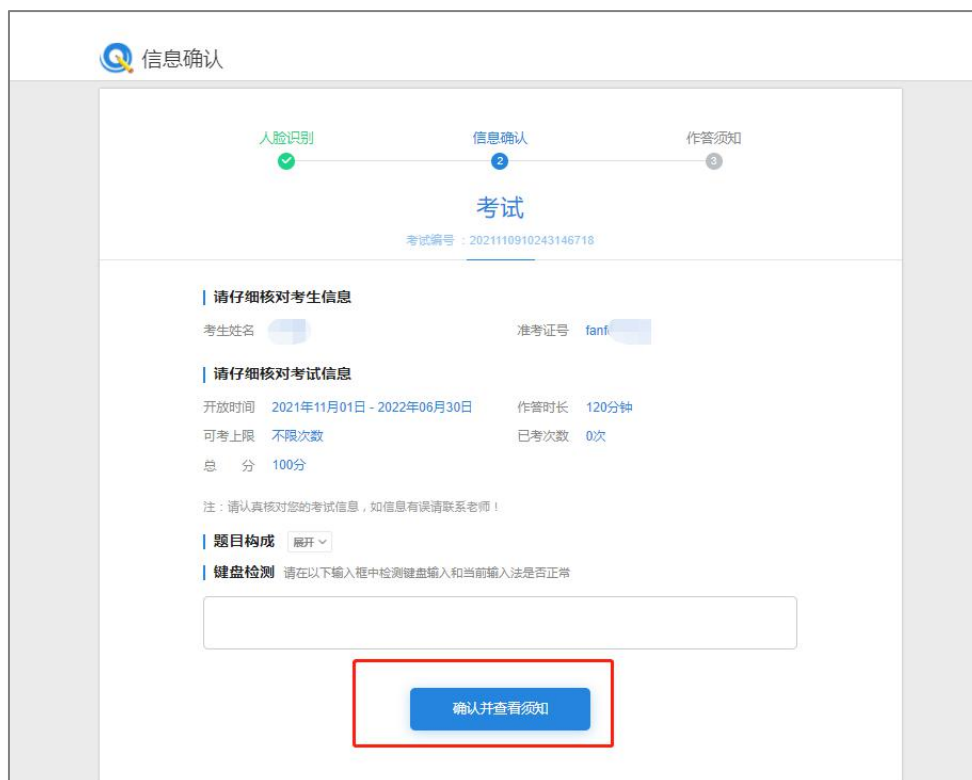 信息确认
人脸识别 信息确认 作答须知
2 3
考试
考试编号 : 2021110910243146718
请仔细核对考生信息
考生姓名 准考证号 fanf
请仔细核对考试信息
开放时间 2021年11月01日 - 2022年06月30日 作答时长 120分钟
可考上限 不限次数 已考次数 0次
总 分 100分
注：请认真核对您的考试信息，如信息有误请联系老师！
题目构成 展开
键盘检测 请在以下输入框中检测键盘输入和当前输入法是否正常
确认并查看须知